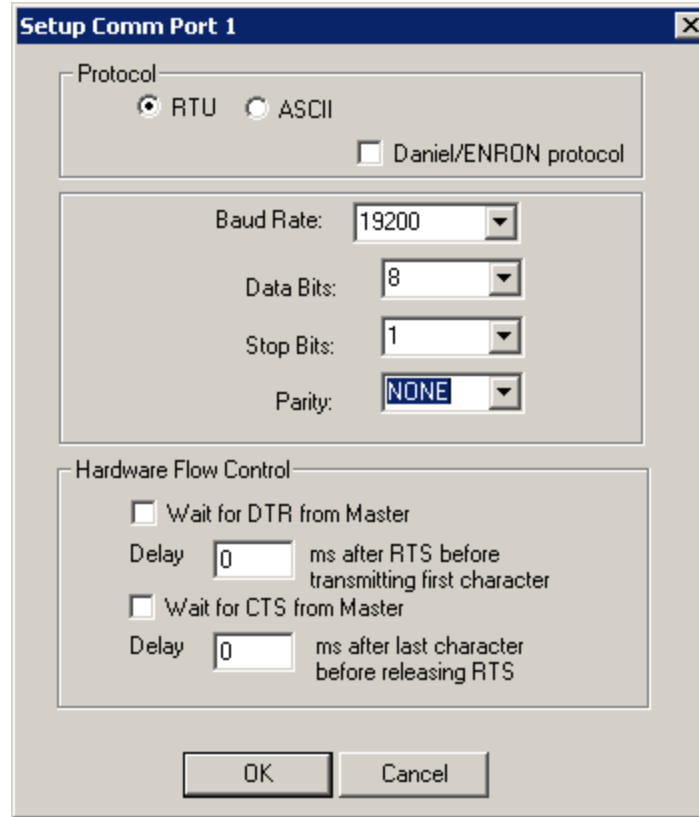 Setup Comm Port 1
Protocol
RTU ASCII
Daniel/ENRON protocol
Baud Rate: 19200
Data Bits: 8
Stop Bits: 1
Parity: NONE
Hardware Flow Control
Wait for DTR from Master
Delay 0 ms after RTS before
transmitting first character
Wait for CTS from Master
Delay 0 ms after last character
before releasing RTS
OK Cancel